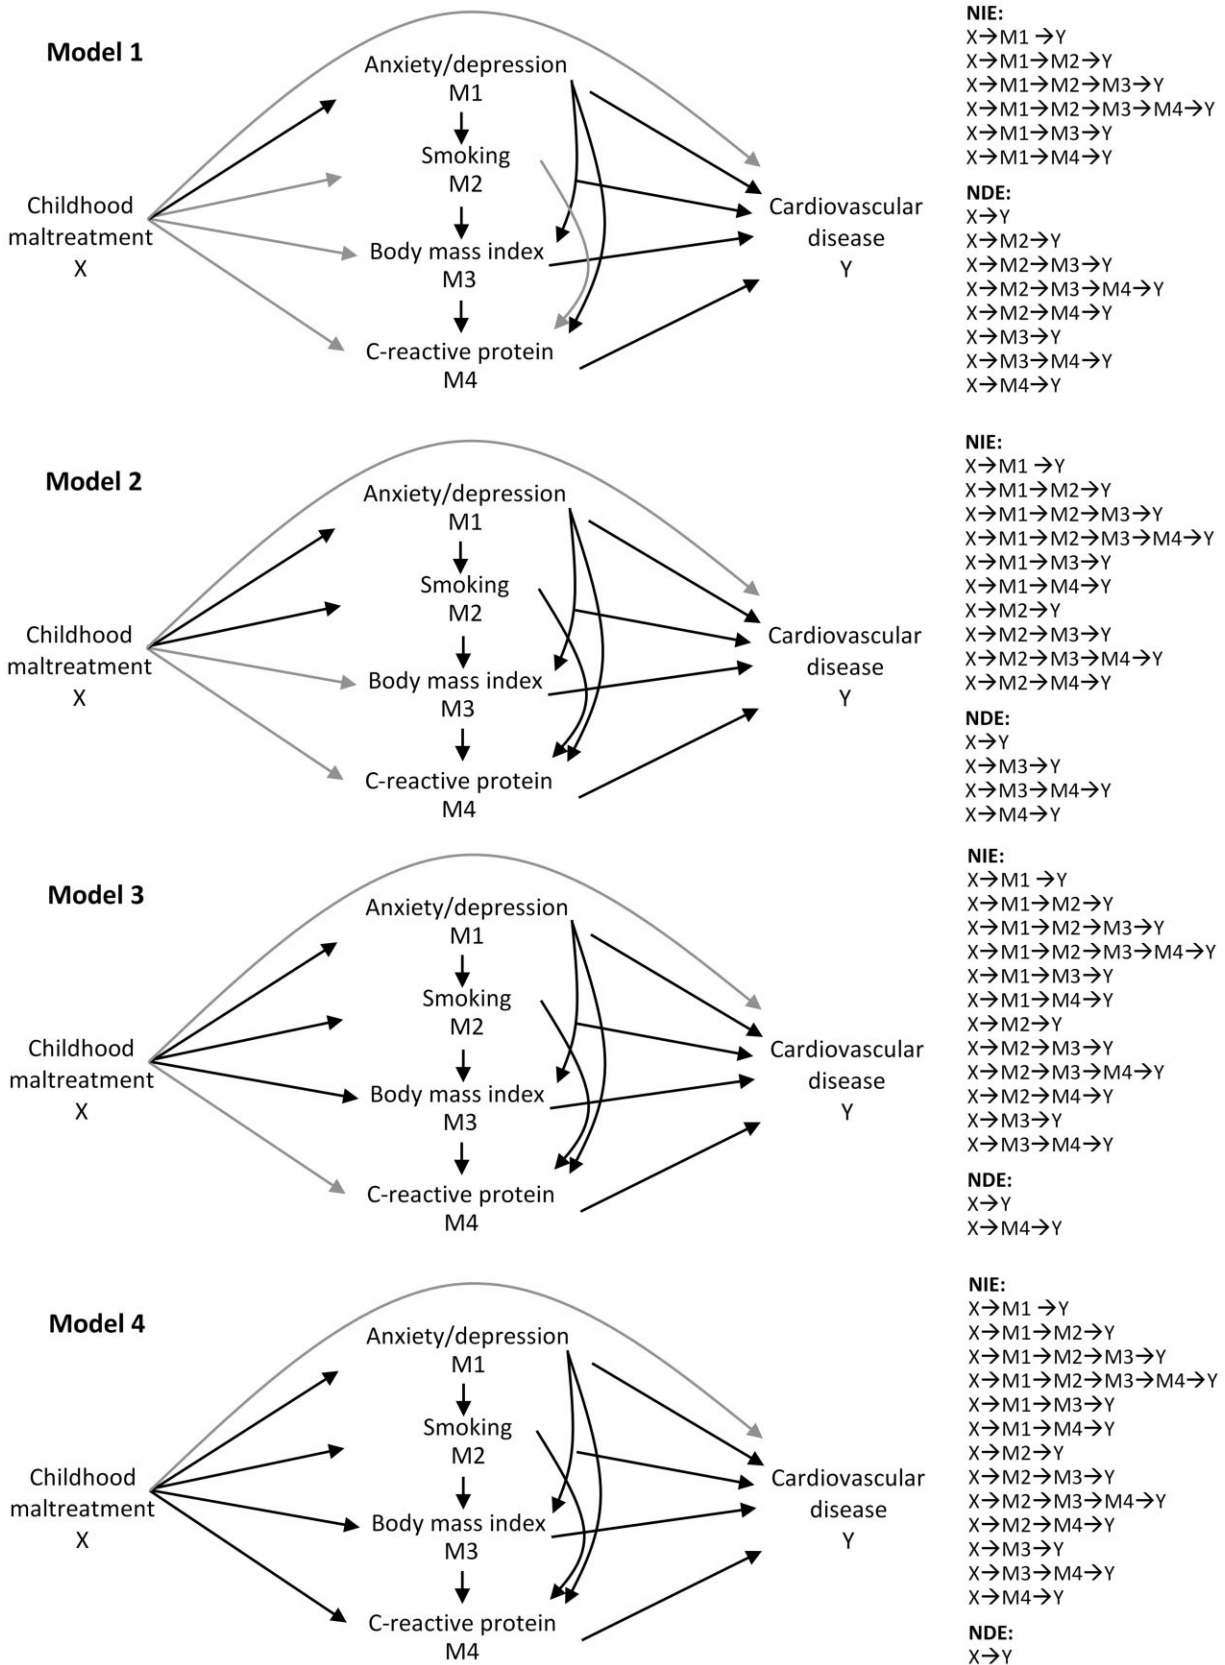 Model 1
Anxiety/depression
M1
Smoking
M2
Childhood
maltreatment
X
Body mass index
M3
C-reactive protein
M4
Cardiovascular
disease
Y
NIE:
X→M1 →Y
X→M1→M2→Y
X→M1→M2→M3→Y
X→M1→M2→M3→M4→Y
X→M1→M3→Y
X→M1→M4→Y
NDE:
X→Y
X→M2→Y
X→M2→M3→Y
X→M2→M3→M4→Y
X→M2→M4→Y
X→M3→Y
X→M3→M4→Y
X→M4→Y
Model 2
Anxiety/depression
M1
Smoking
M2
Childhood
maltreatment
X
Body mass index
M3
C-reactive protein
M4
Cardiovascular
disease
Y
NIE:
X→M1 →Y
X→M1→M2→Y
X→M1→M2→M3→Y
X→M1→M2→M3→M4→Y
X→M1→M3→Y
X→M1→M4→Y
X→M2→Y
X→M2→M3→Y
X→M2→M3→M4→Y
X→M2→M4→Y
NDE:
X→Y
X→M3→Y
X→M3→M4→Y
X→M4→Y
Model 3
Anxiety/depression
M1
Smoking
M2
Childhood
maltreatment
X
Body mass index
M3
C-reactive protein
M4
Cardiovascular
disease
Y
NIE:
X→M1 →Y
X→M1→M2→Y
X→M1→M2→M3→Y
X→M1→M2→M3→M4→Y
X→M1→M3→Y
X→M1→M4→Y
X→M2→Y
X→M2→M3→Y
X→M2→M3→M4→Y
X→M2→M4→Y
X→M3→Y
X→M3→M4→Y
NDE:
X→Y
X→M4→Y
Model 4
Anxiety/depression
M1
Smoking
M2
Childhood
maltreatment
X
Body mass index
M3
C-reactive protein
M4
Cardiovascular
disease
Y
NIE:
X→M1 →Y
X→M1→M2→Y
X→M1→M2→M3→Y
X→M1→M2→M3→M4→Y
X→M1→M3→Y
X→M1→M4→Y
X→M2→Y
X→M2→M3→Y
X→M2→M3→M4→Y
X→M2→M4→Y
X→M3→Y
X→M3→M4→Y
X→M4→Y
NDE:
X→Y